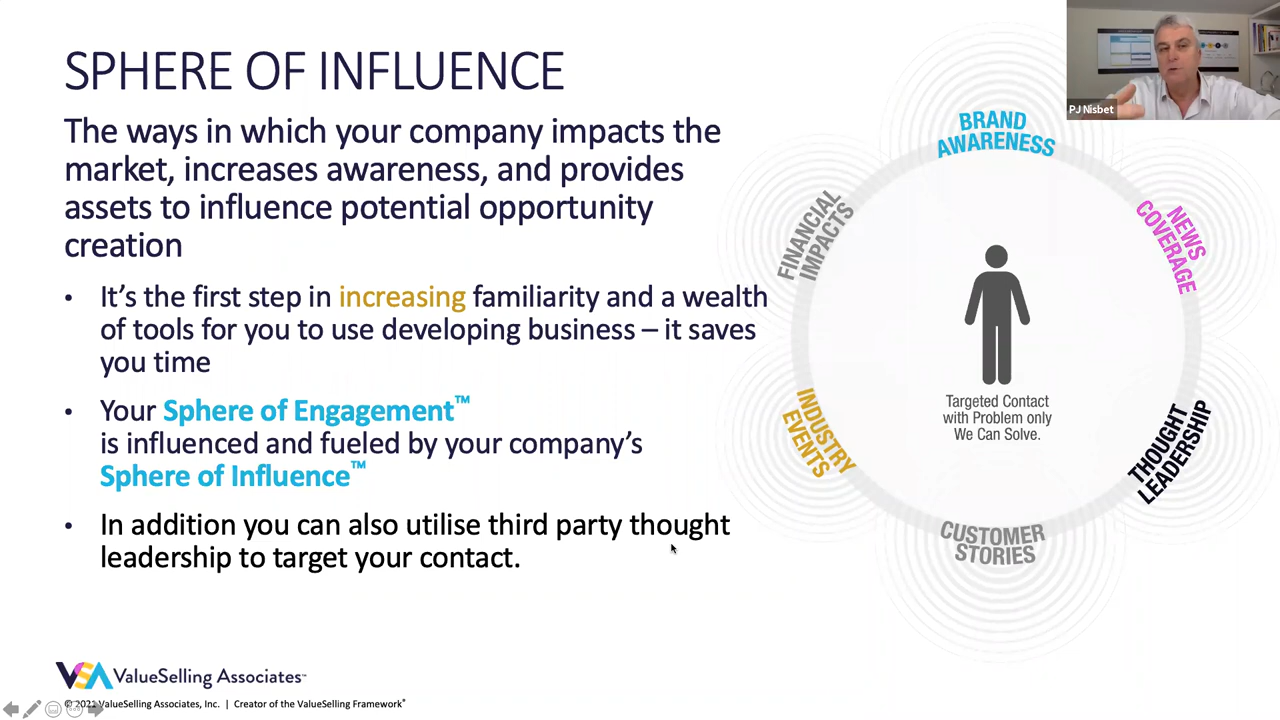 SPHERE OF INFLUENCE
The ways in which your company impacts the
market, increases awareness, and provides
assets to influence potential opportunity
creation
• It’s the first step in increasing familiarity and a wealth
of tools for you to use developing business – it saves
you time
• Your Sphere of Engagement™
is influenced and fueled by your company’s
Sphere of Influence™
• In addition you can also utilise third party thought
leadership to target your contact.
BRAND
AWARENESS
NEWS
COVERAGE
THOUGHT
LEADERSHIP
CUSTOMER
STORIES
INDUSTRY
EVENTS
FINANCIAL
IMPACTS
Targeted Contact
with Problem only
We Can Solve.
PJ Nisbet
VSA ValueSelling Associates™
© 2021 ValueSelling Associates, Inc. | Creator of the ValueSelling Framework®